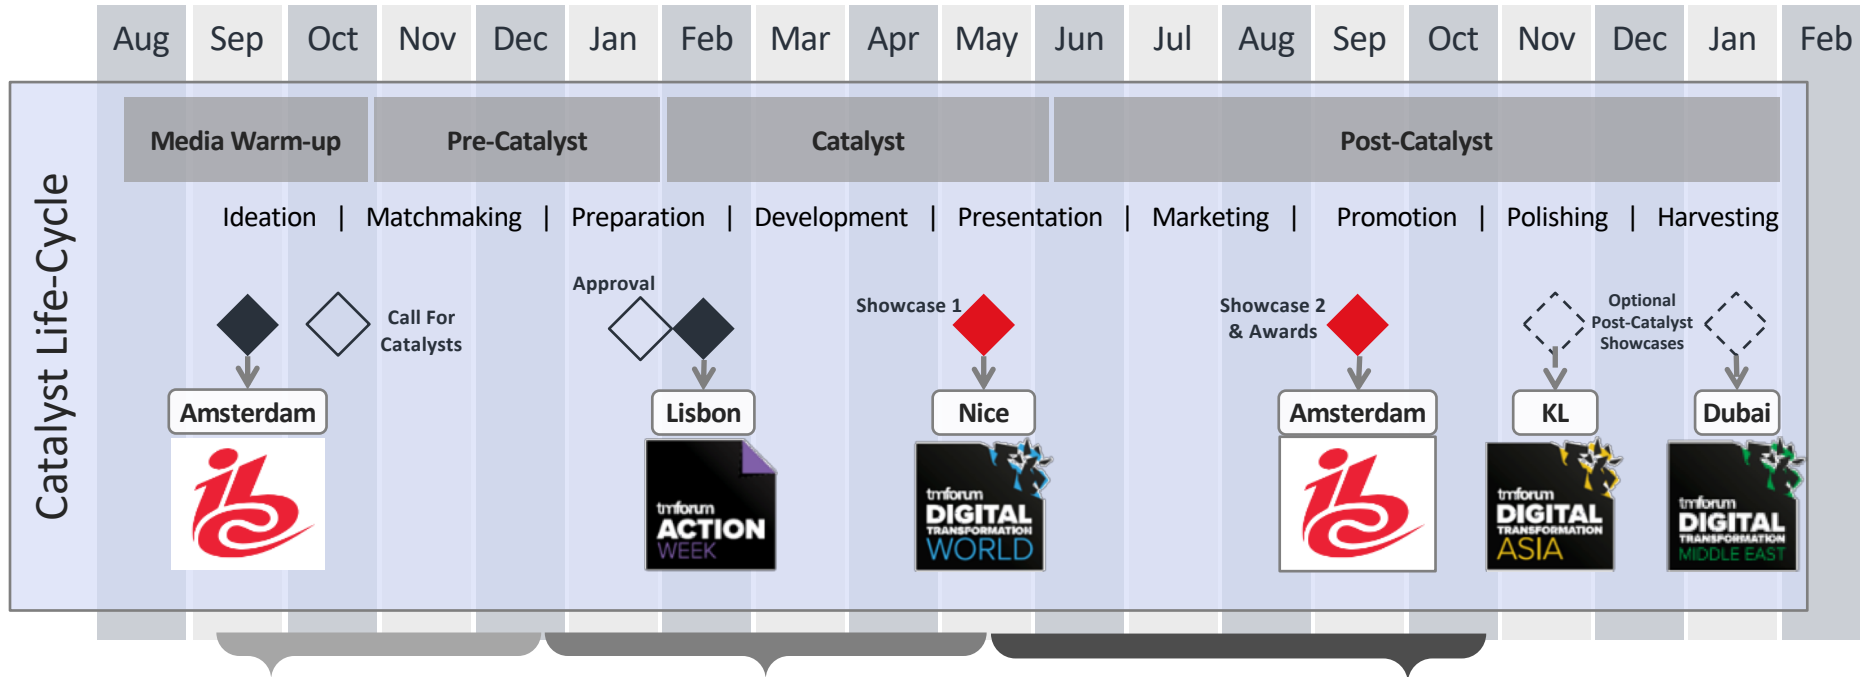 Aug Sep Oct Nov Dec Jan Feb Mar Apr May Jun Jul Aug Sep Oct Nov Dec Jan Feb
Catalyst Life-Cycle
Media Warm-up Pre-Catalyst Catalyst Post-Catalyst
Ideation | Matchmaking | Preparation | Development | Presentation | Marketing | Promotion | Polishing | Harvesting
Call For
Catalysts
Approval
Showcase 1
Showcase 2
& Awards
Optional
Post-Catalyst
Showcases
Amsterdam
Lisbon
Nice
Amsterdam
KL
Dubai
ibc
tmforum
ACTION
WEEK
tmforum
DIGITAL
TRANSFORMATION
WORLD
ibc
tmforum
DIGITAL
TRANSFORMATION
ASIA
tmforum
DIGITAL
TRANSFORMATION
MIDDLE EAST